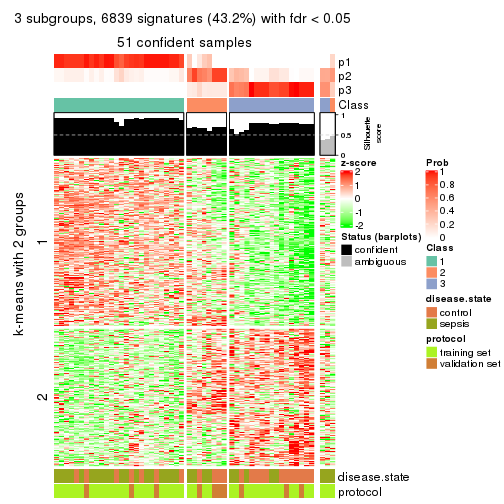 3 subgroups, 6839 signatures (43.2%) with fdr < 0.05
51 confident samples
p1
p2
p3
Class
1
0.5
0
Silhouette
score
k-means with 2 groups
1
2
disease.state
protocol
z-score
2
1
0
-1
-2
Status (barplots)
confident
ambiguous
Prob
1
0.8
0.6
0.4
0.2
0
Class
1
2
3
disease.state
control
sepsis
protocol
training set
validation set